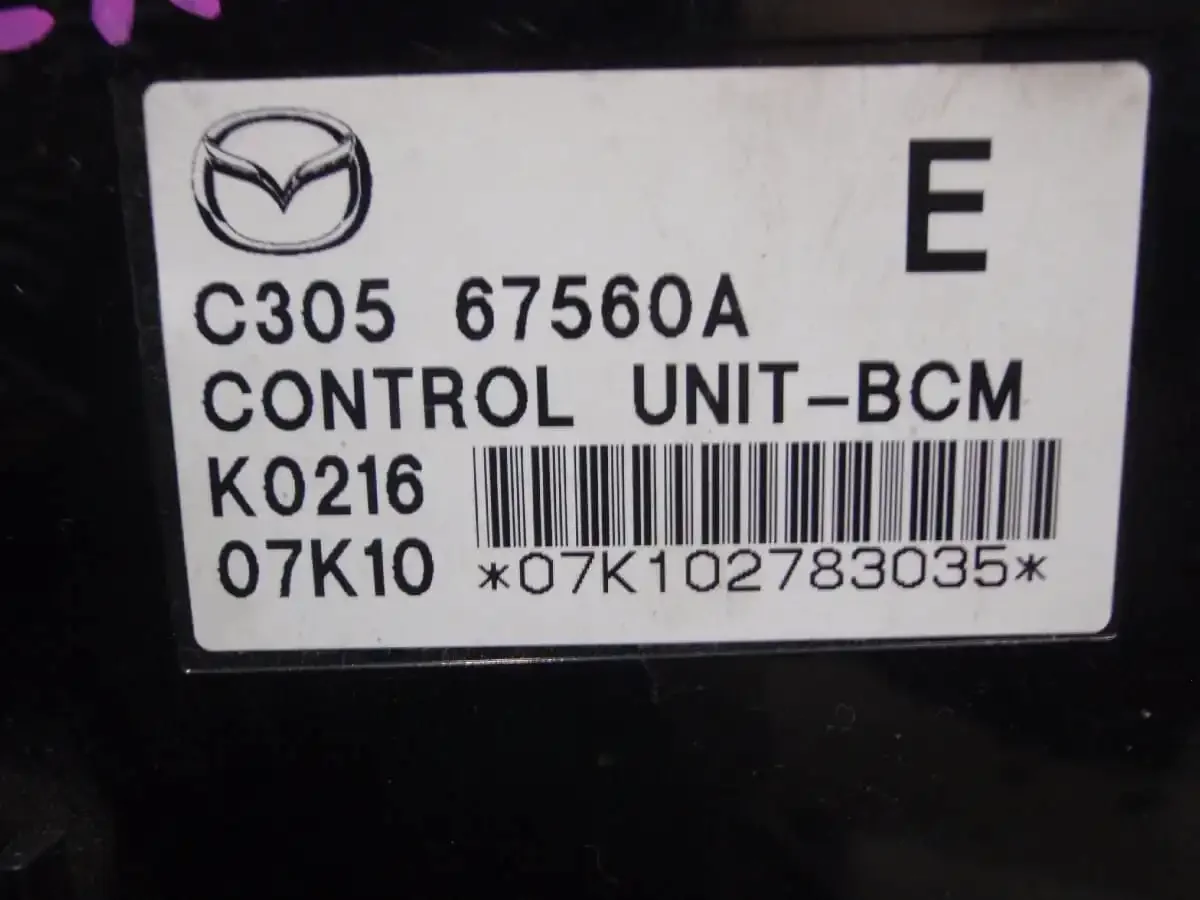 E
C305 67560A
CONTROL UNIT-BCM
K0216
07K10 *07K102783035*